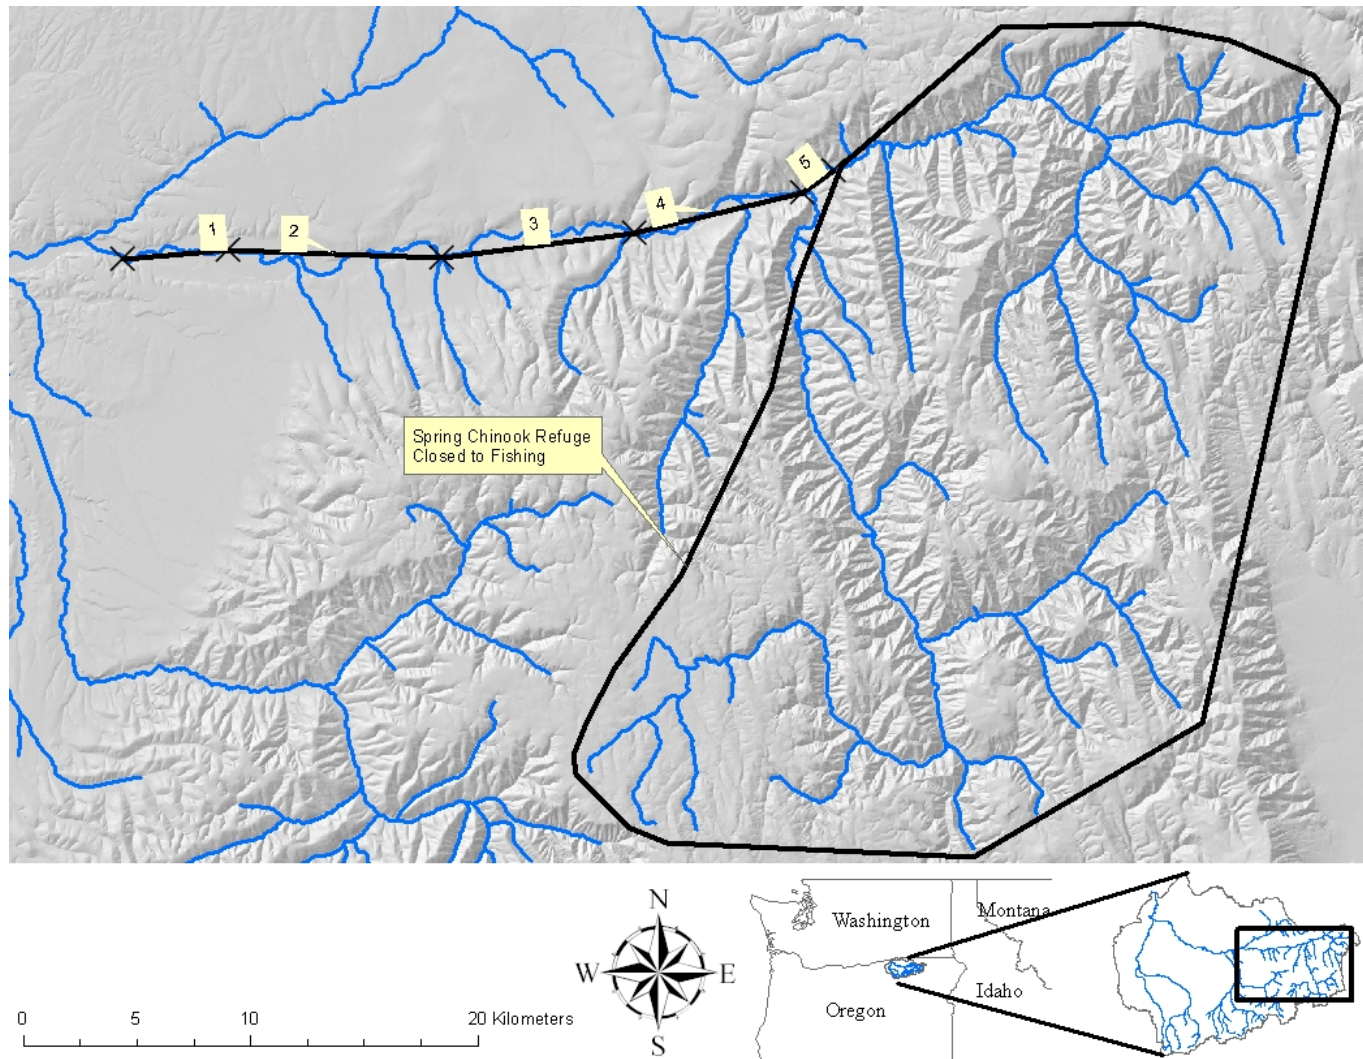 5
4
3
1
2
Spring Chinook Refuge
Closed to Fishing
N
W E
S
Washington
Montana
Idaho
Oregon
0 5 10 20 Kilometers